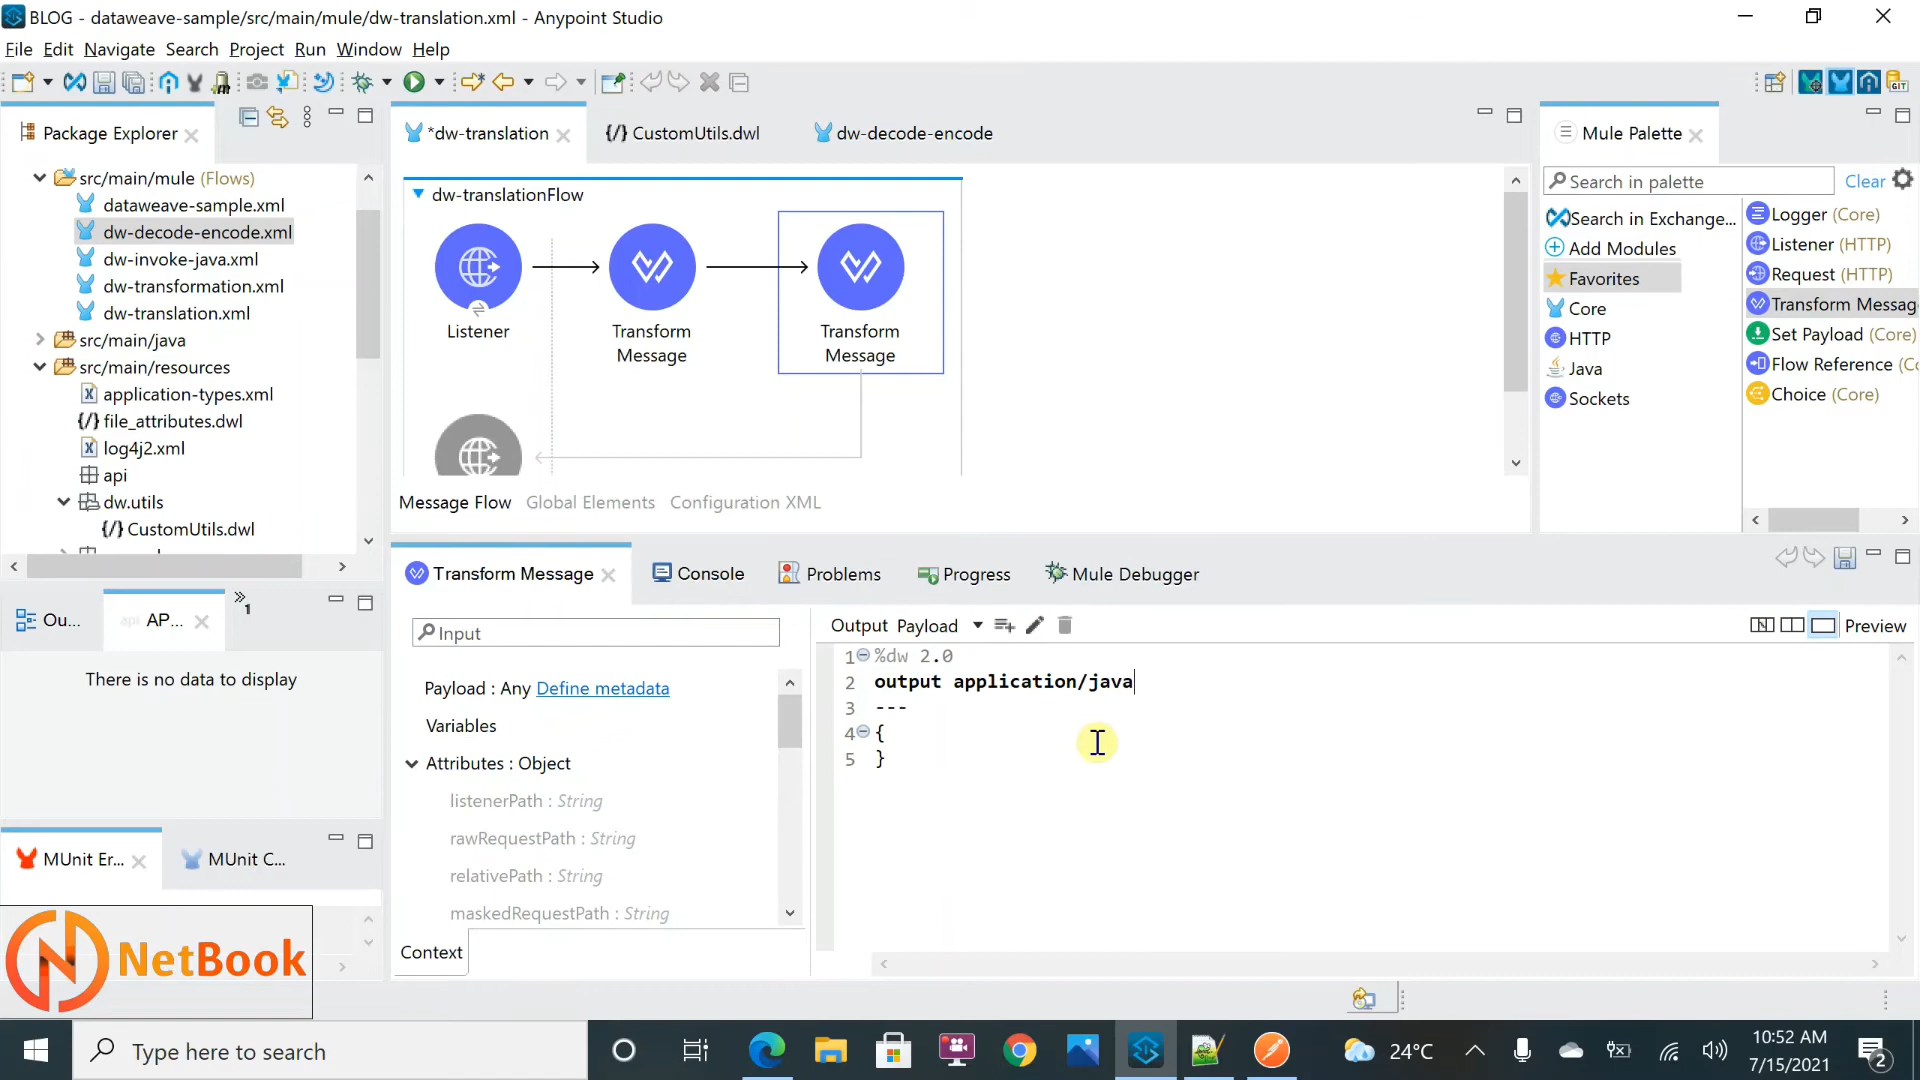 BLOG - dataweave-sample/src/main/mule/dw-translation.xml - Anypoint Studio
File Edit Navigate Search Project Run Window Help
Package Explorer
src/main/mule (Flows)
dataweave-sample.xml
dw-decode-encode.xml
dw-invoke-java.xml
dw-transformation.xml
dw-translation.xml
src/main/java
src/main/resources
application-types.xml
file_attributes.dwl
log4j2.xml
api
dw.utils
CustomUtils.dwl
*dw-translation
CustomUtils.dwl
dw-decode-encode
dw-translationFlow
Listener
Transform
Message
Transform
Message
Message Flow Global Elements Configuration XML
Mule Palette
Search in palette
Clear
Search in Exchange...
Add Modules
Favorites
Core
HTTP
Java
Sockets
Logger (Core)
Listener (HTTP)
Request (HTTP)
Transform Messag
Set Payload (Core)
Flow Reference (Co
Choice (Core)
Ou...
api
AP...
1
There is no data to display
MUnit Er...
MUnit C...
NetBook
Transform Message
Console
Problems
Progress
Mule Debugger
Input
Payload : Any Define metadata
Variables
Attributes : Object
listenerPath : String
rawRequestPath : String
relativePath : String
maskedRequestPath : String
Context
Output Payload
Preview
1 %dw 2.0
2 output application/java
3 ---
4 {
5 }
Type here to search
GIT
24°C
10:52 AM
7/15/2021
2